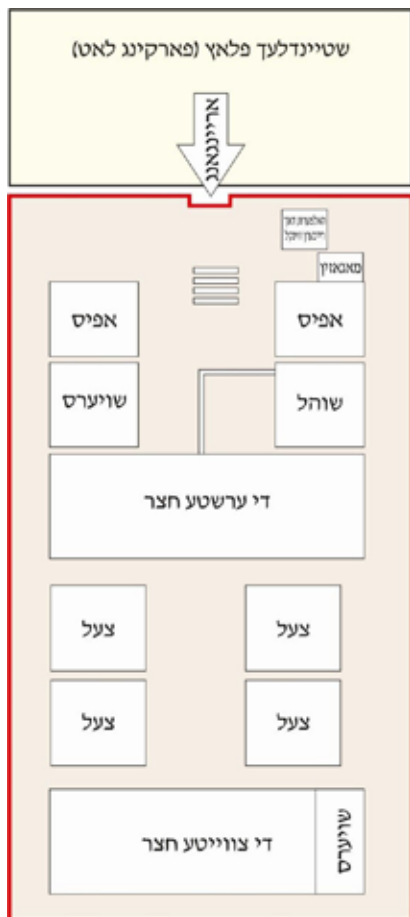 שטיינדלעך פלאץ (פארקינג לאט)
אריינגאנג
מאגאזין
אפיס
אפיס
שוהל
שויערס
די ערשטע חצר
צעל
צעל
צעל
צעל
די צווייטע חצר
שויערס